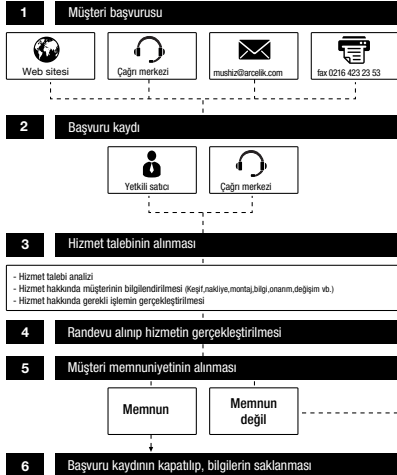 1 Müşteri başvurusu
Web sitesi
Çağrı merkezi
mushiz@arcelik.com
fax 0216 423 23 53
2 Başvuru kaydı
Yetkili satıcı
Çağrı merkezi
3 Hizmet talebinin alınması
- Hizmet talebi analizi
- Hizmet hakkında müşterinin bilgilendirilmesi (Keşif,nakliye,montaj,bilgi,onarım,değişim vb.)
- Hizmet hakkında gerekli işlemin gerçekleştirilmesi
4 Randevu alınıp hizmetin gerçekleştirilmesi
5 Müşteri memnuniyetinin alınması
Memnun
Memnun
değil
6 Başvuru kaydının kapatılıp, bilgilerin saklanması